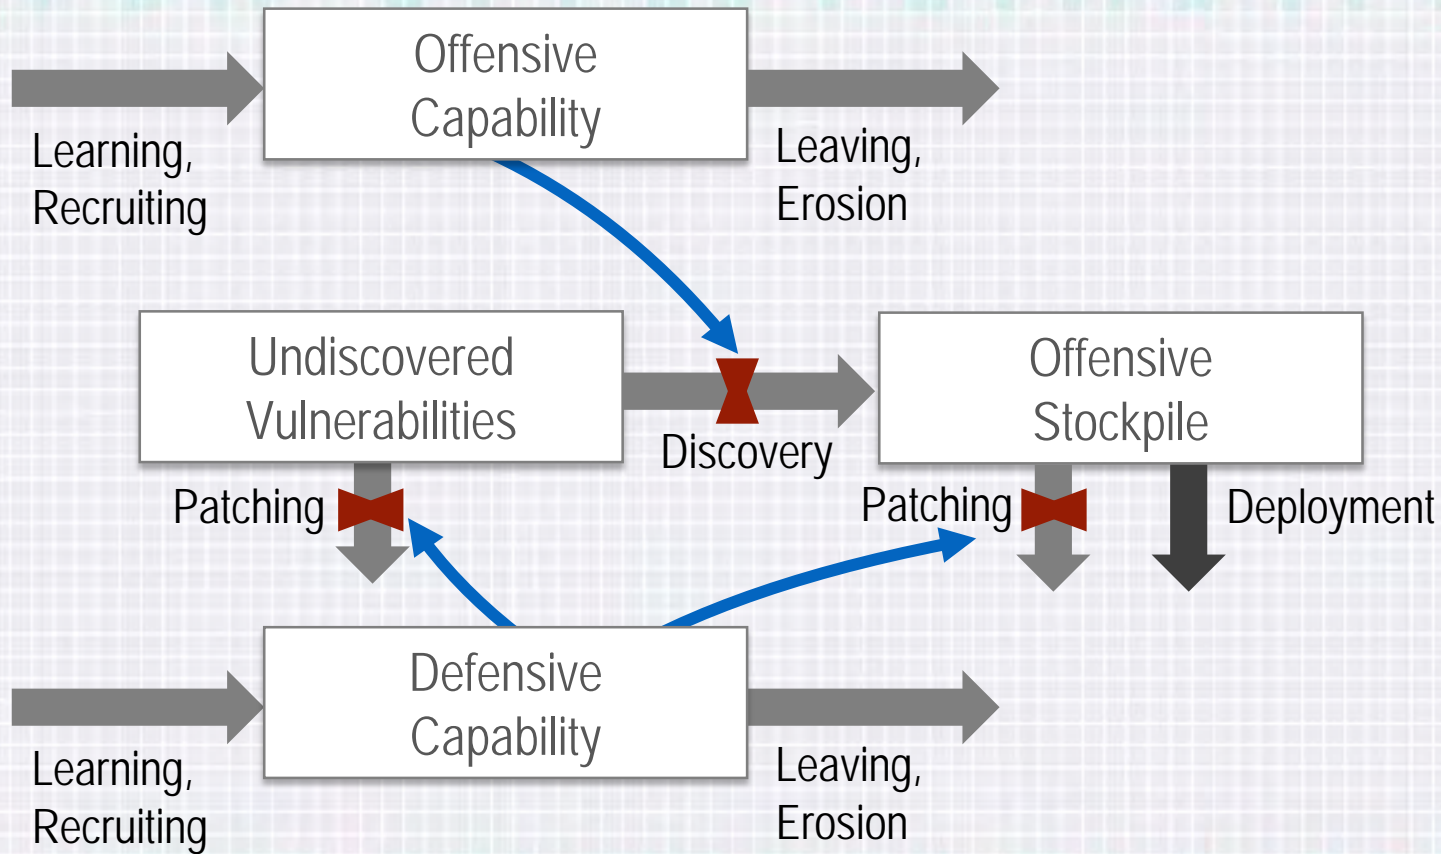 Offensive
Capability
Learning,
Recruiting
Leaving,
Erosion
Undiscovered
Vulnerabilities
Discovery
Offensive
Stockpile
Patching
Patching
Deployment
Defensive
Capability
Learning,
Recruiting
Leaving,
Erosion